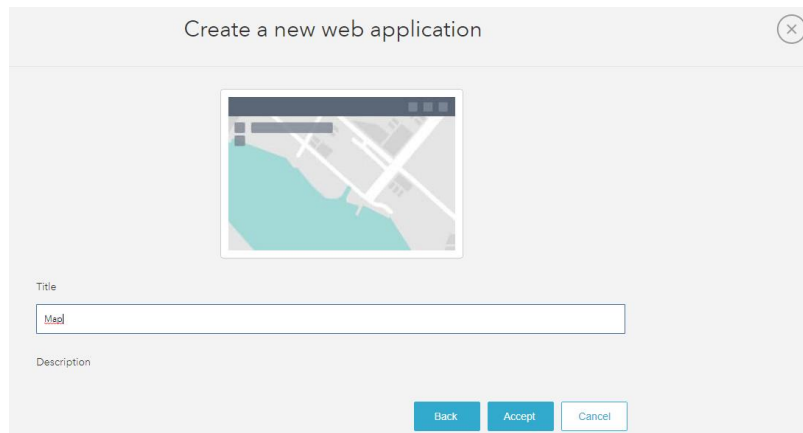 Create a new web application
Title
Map
Description
Back Accept Cancel